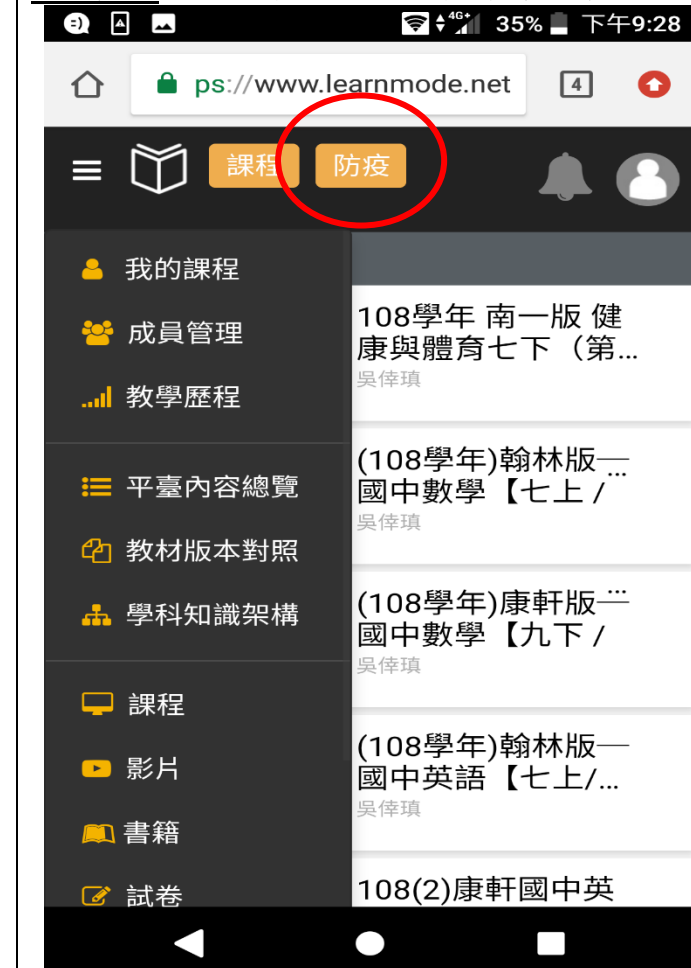 4G+ 35% 下午9:28
ps://www.learnmode.net 4
課程 防疫
我的課程
成員管理
教學歷程
平臺內容總覽
教材版本對照
學科知識架構
課程
影片
書籍
試卷
108學年 南一版 健
康與體育七下（第...
吳倖瑱
(108學年)翰林版—
國中數學【七上 /...
吳倖瑱
(108學年)康軒版—
國中數學【九下 /...
吳倖瑱
(108學年)翰林版—
國中英語【七上/...
吳倖瑱
108(2)康軒國中英